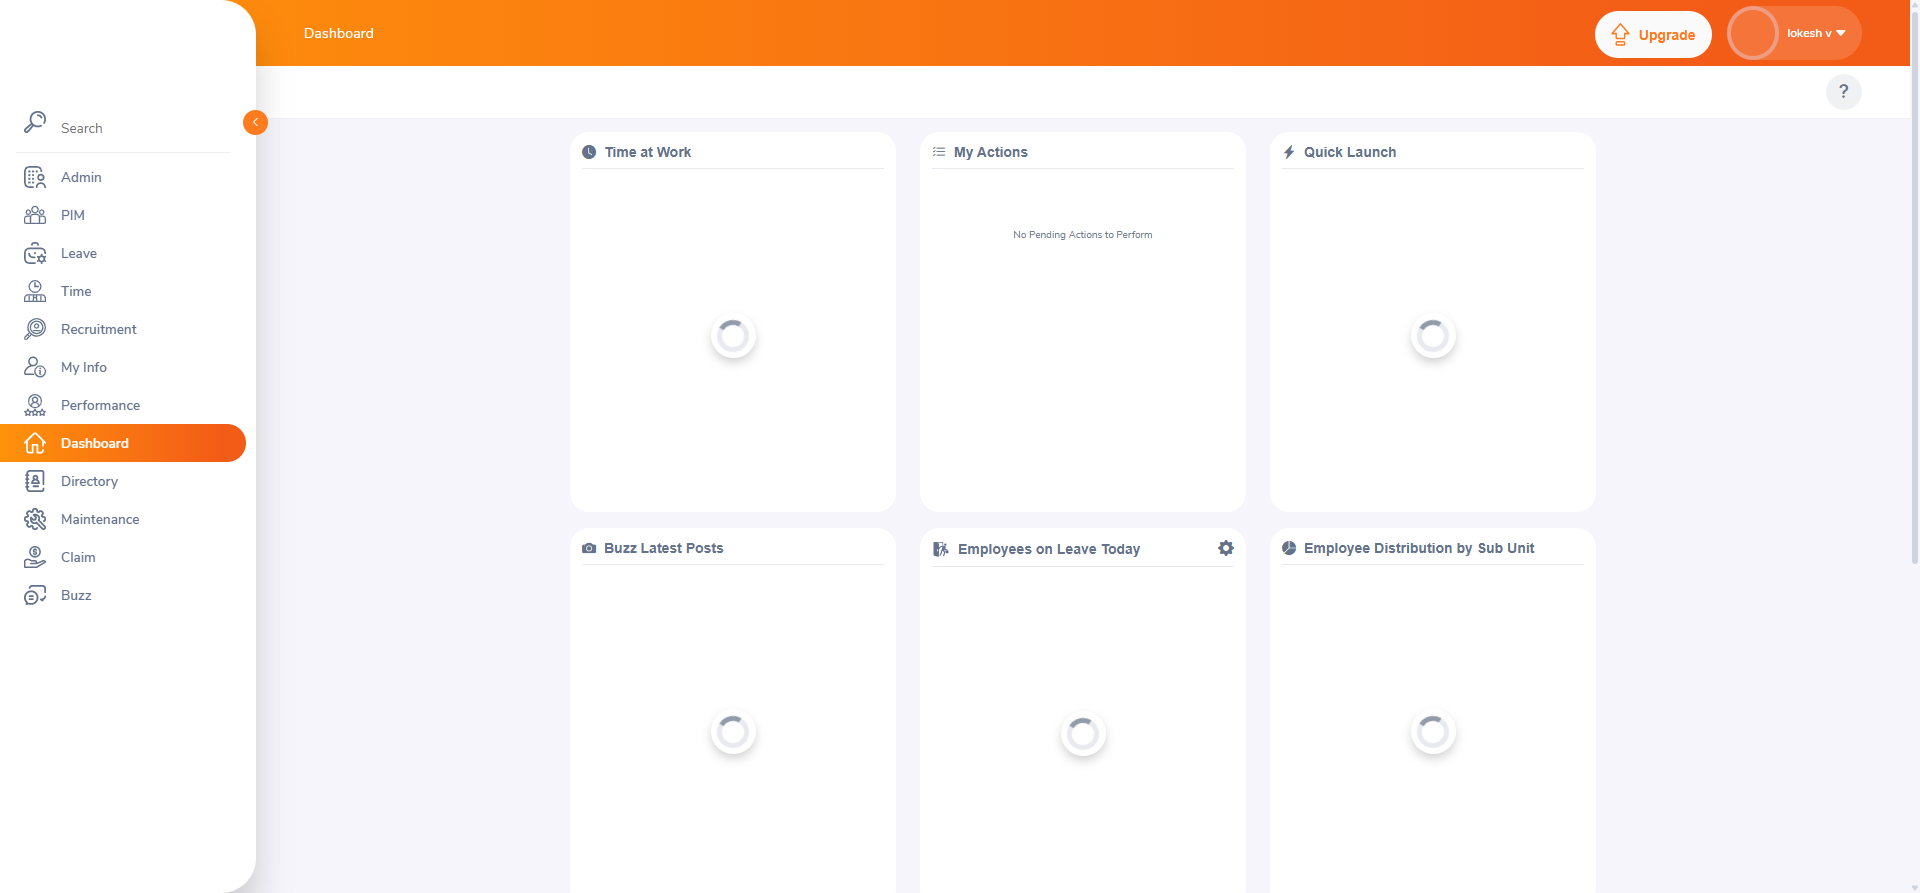 Dashboard
Upgrade
lokesh v
?
Search
Admin
PIM
Leave
Time
Recruitment
My Info
Performance
Dashboard
Directory
Maintenance
Claim
Buzz
Time at Work
My Actions
No Pending Actions to Perform
Quick Launch
Buzz Latest Posts
Employees on Leave Today
Employee Distribution by Sub Unit